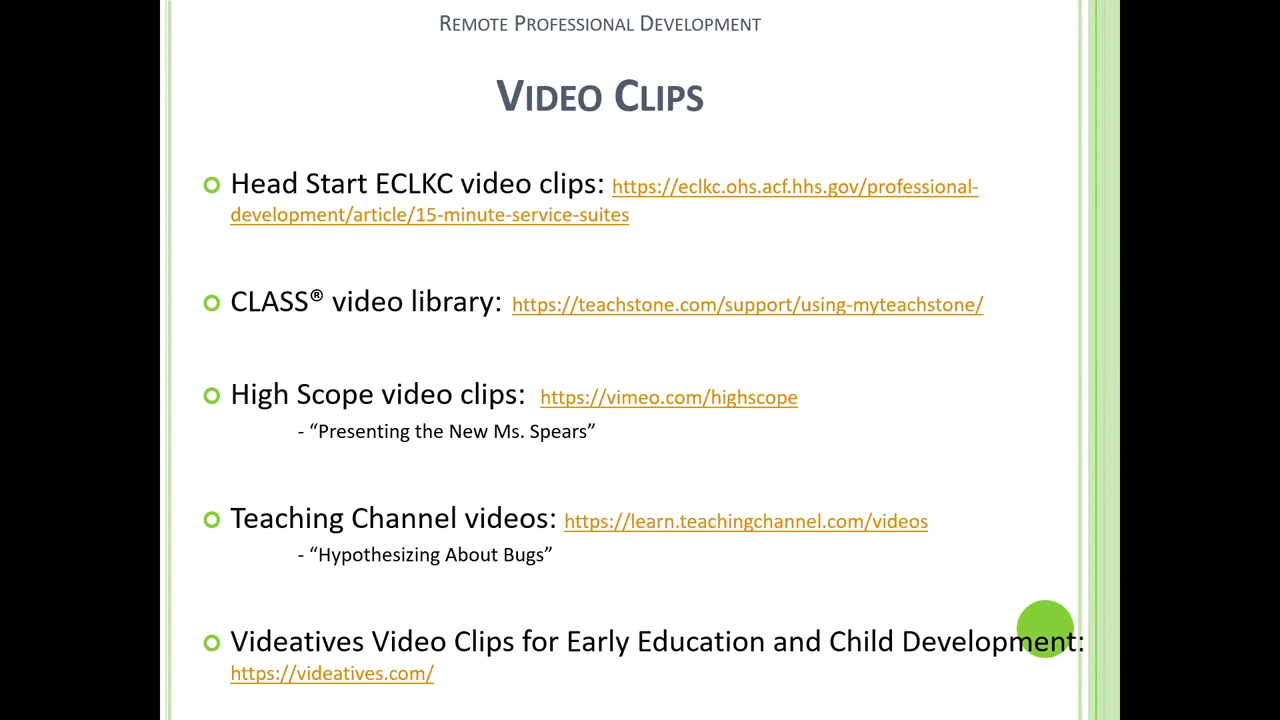 Remote Professional Development
Video Clips
Head Start ECLKC video clips: https://eclkc.ohs.acf.hhs.gov/professional-
development/article/15-minute-service-suites
CLASS® video library: https://teachstone.com/support/using-myteachstone/
High Scope video clips: https://vimeo.com/highscope
- “Presenting the New Ms. Spears”
Teaching Channel videos: https://learn.teachingchannel.com/videos
- “Hypothesizing About Bugs”
Videatives Video Clips for Early Education and Child Development:
https://videatives.com/